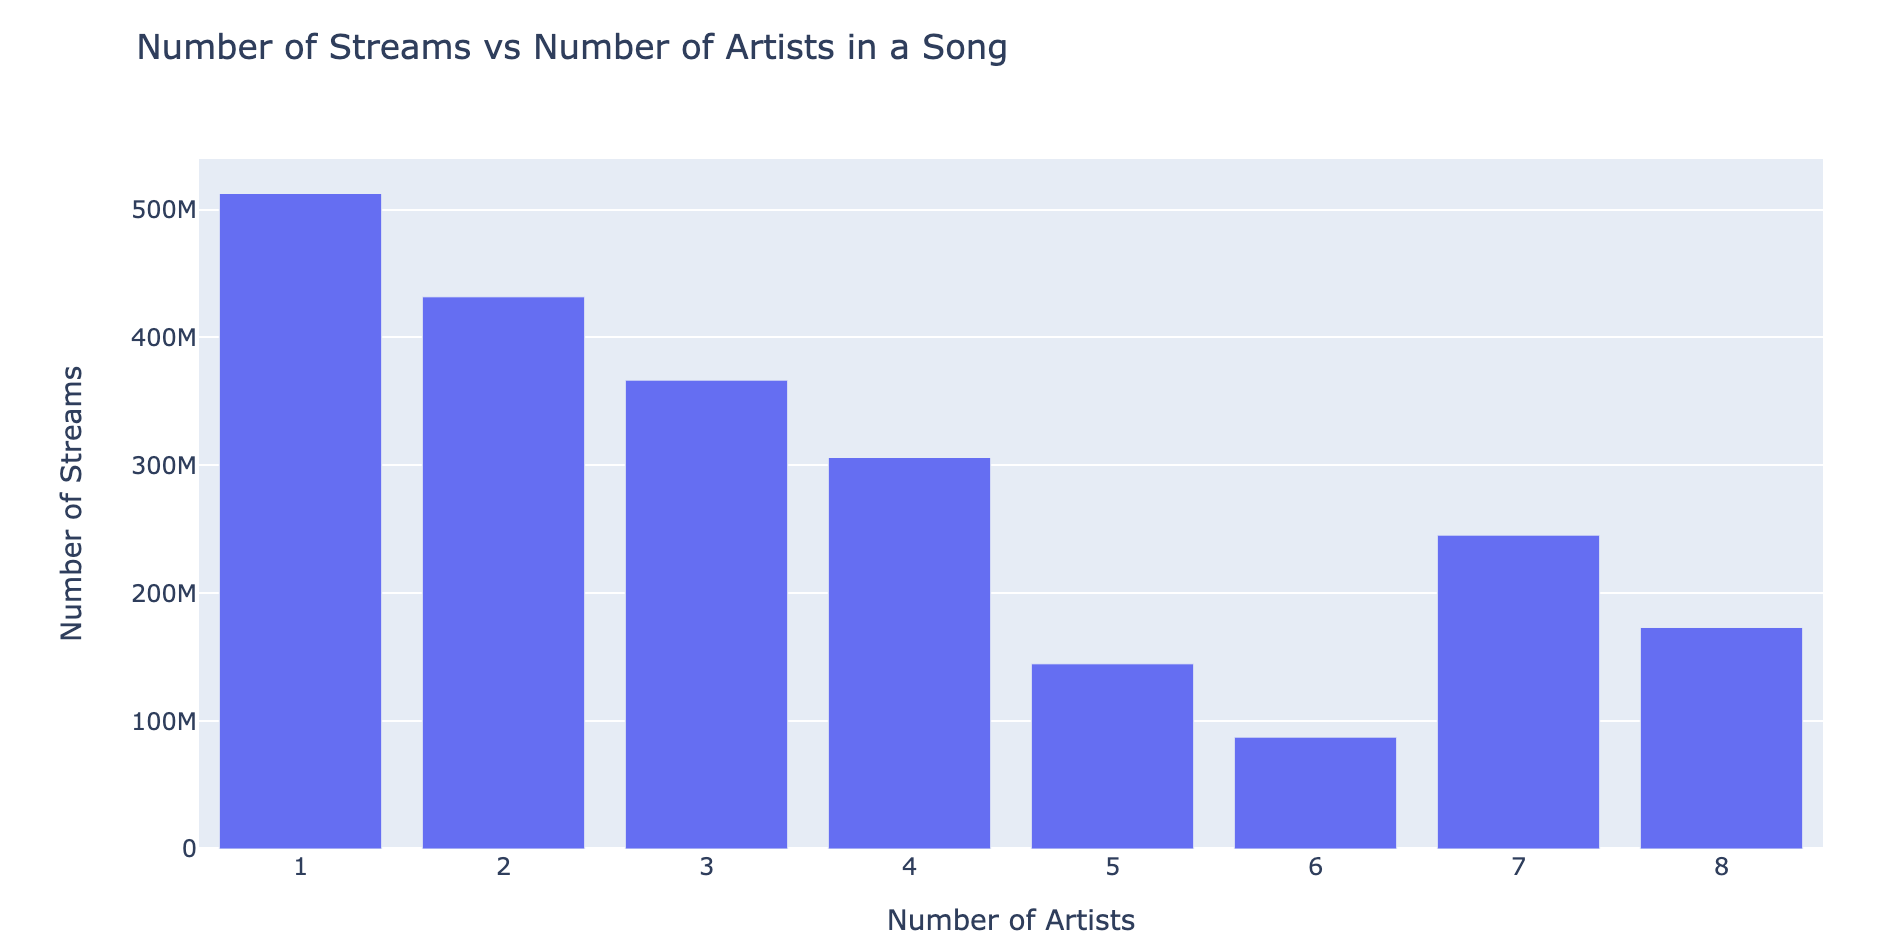 Number of Streams vs Number of Artists in a Song
500M
400M
300M
200M
100M
0
Number of Streams
1 2 3 4 5 6 7 8
Number of Artists